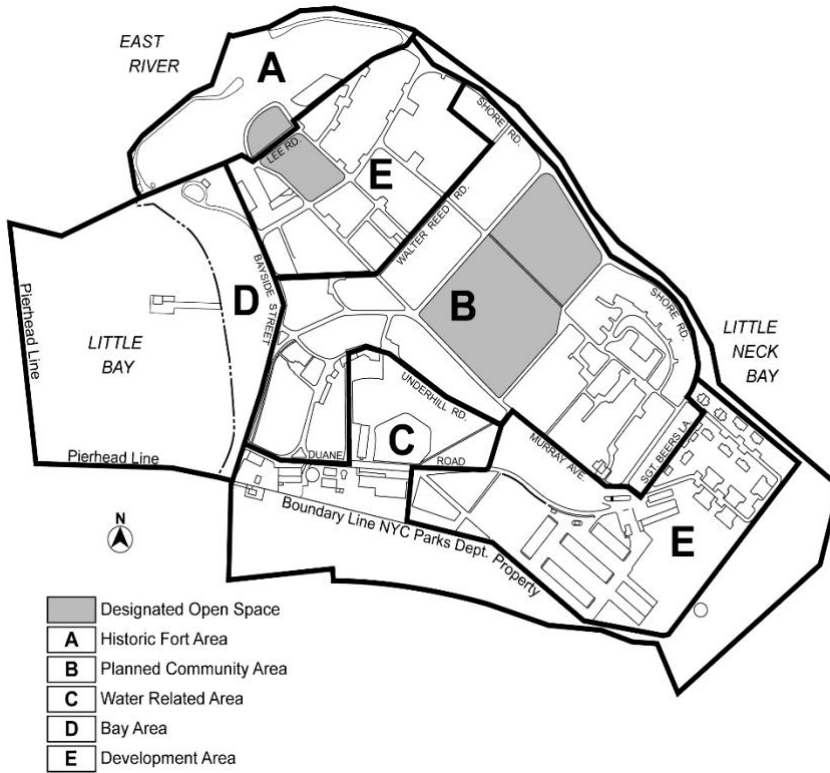 EAST
RIVER
A
LEE RD.
E
SHORE RD.
WALTER REED RD.
BAYSIDE STREET
D
B
Pierhead Line
LITTLE
BAY
SHORE RD.
LITTLE
NECK
BAY
UNDERHILL RD.
C
DUANE ROAD
MURRAY AVE.
SGT. BEERS LA.
Pierhead Line
Boundary Line NYC Parks Dept. Property
E
N
Designated Open Space
A Historic Fort Area
B Planned Community Area
C Water Related Area
D Bay Area
E Development Area